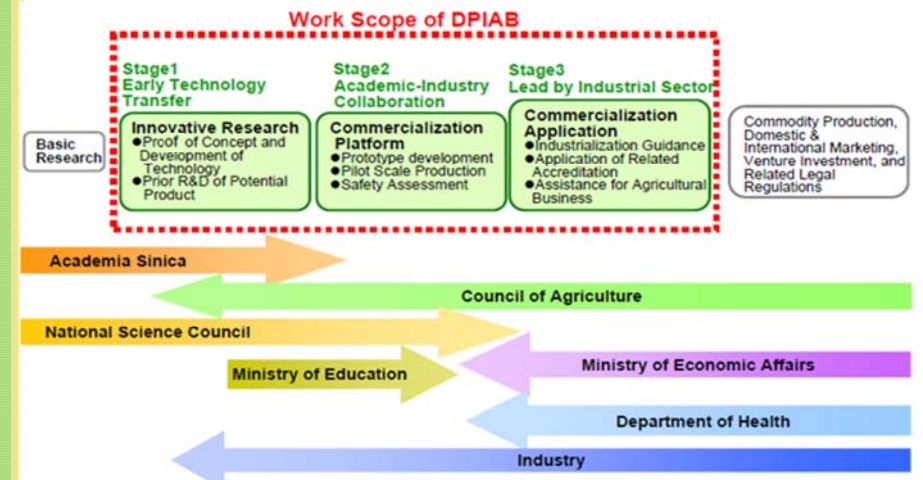 Work Scope of DPIAB
Stage1
Early Technology
Transfer
Stage2
Academic-Industry
Collaboration
Stage3
Lead by Industrial Sector
Basic
Research
Innovative Research
●Proof of Concept and
Development of
Technology
●Prior R&D of Potential
Product
Commercialization
Platform
●Prototype development
●Pilot Scale Production
●Safety Assessment
Commercialization
Application
●Industrialization Guidance
●Application of Related
Accreditation
●Assistance for Agricultural
Business
Commodity Production,
Domestic &
International Marketing,
Venture Investment, and
Related Legal
Regulations
Academia Sinica
Council of Agriculture
National Science Council
Ministry of Education
Ministry of Economic Affairs
Department of Health
Industry